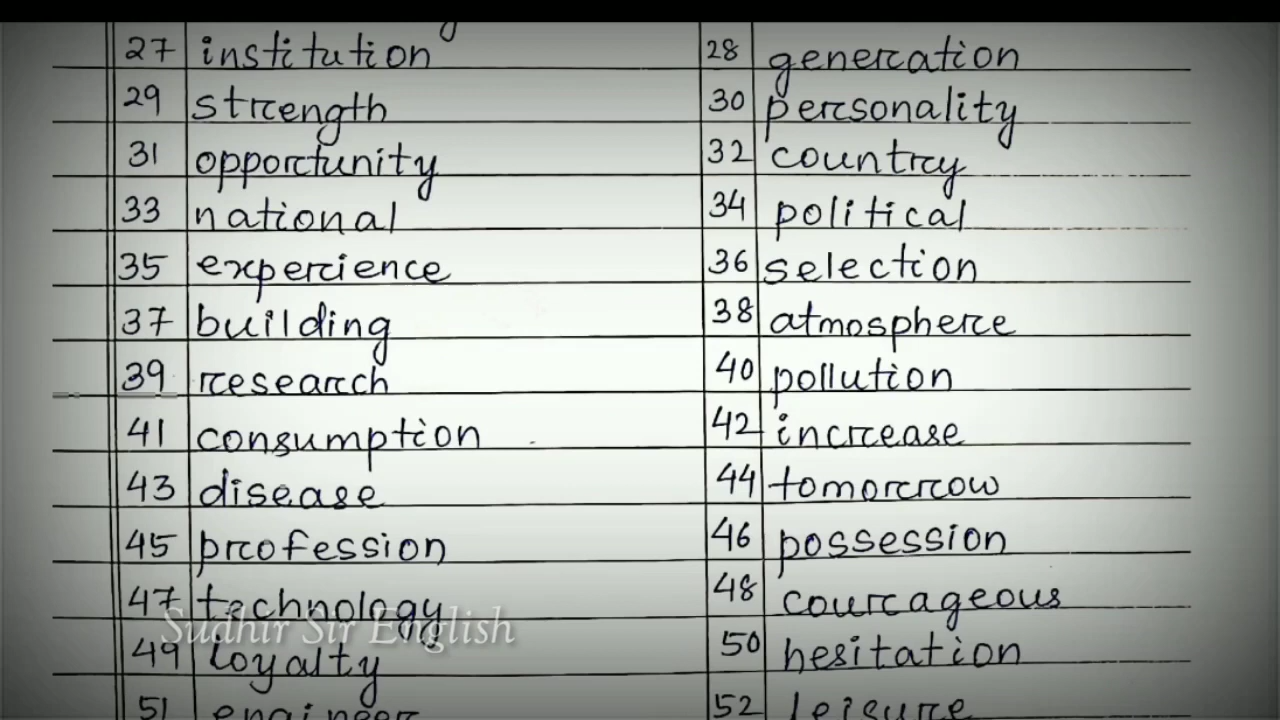 27 institution 28 generation
29 strength 30 personality
31 opportunity 32 country
33 national 34 political
35 experience 36 selection
37 building 38 atmosphere
39 research 40 pollution
41 consumption 42 increase
43 disease 44 tomorrow
45 profession 46 possession
47 technology 48 courageous
Sudhir Sir English
49 loyalty 50 hesitation
51 engineer 52 leisure